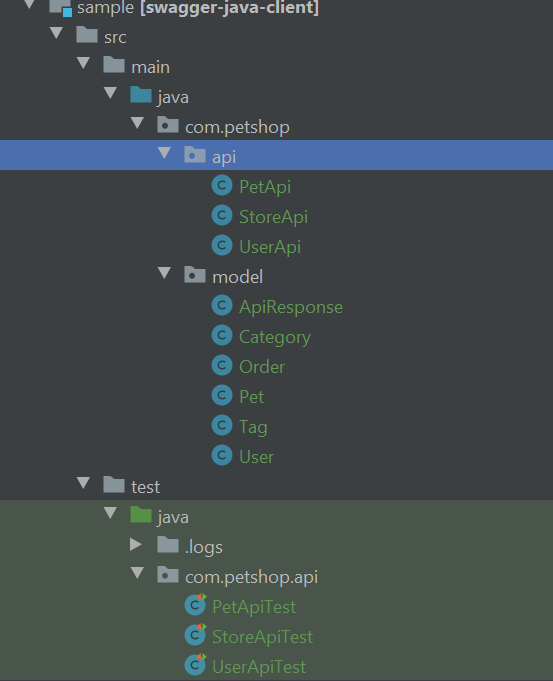 sample [swagger-java-client]
src
main
java
com.petshop
api
PetApi
StoreApi
UserApi
model
ApiResponse
Category
Order
Pet
Tag
User
test
java
.logs
com.petshop.api
PetApiTest
StoreApiTest
UserApiTest